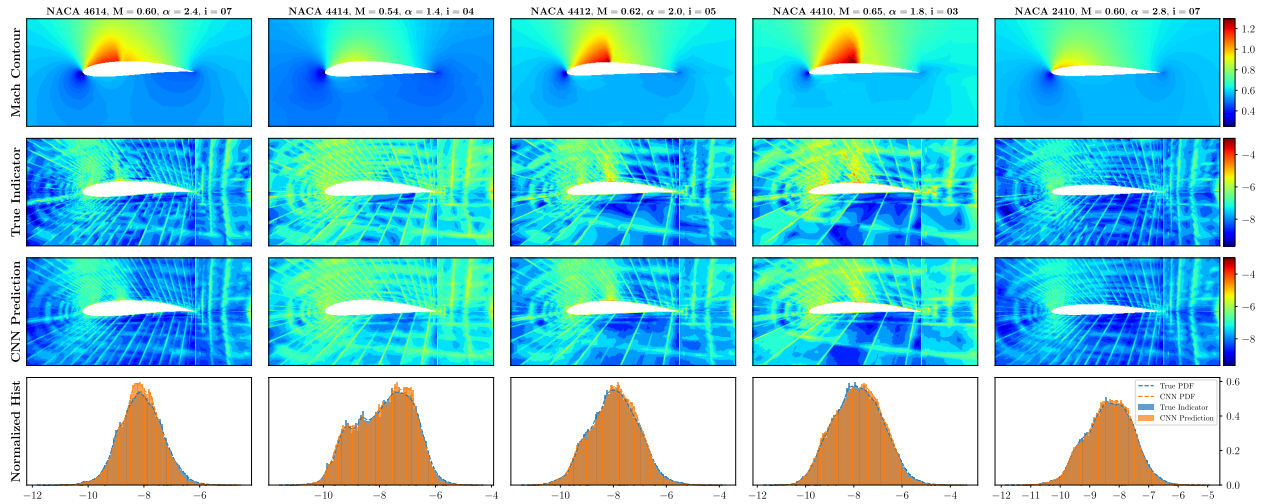 NACA 4614, M = 0.60, α = 2.4, i = 07
NACA 4414, M = 0.54, α = 1.4, i = 04
NACA 4412, M = 0.62, α = 2.0, i = 05
NACA 4410, M = 0.65, α = 1.8, i = 03
NACA 2410, M = 0.60, α = 2.8, i = 07
Mach Contour
1.2
1.0
0.8
0.6
0.4
True Indicator
−4
−6
−8
CNN Prediction
−4
−6
−8
Normalized Hist
True PDF
CNN PDF
True Indicator
CNN Prediction
0.6
0.4
0.2
0.0
−12 −10 −8 −6
−10 −8 −6 −4
−10 −8 −6 −4
−12 −10 −8 −6 −4
−12 −11 −10 −9 −8 −7 −6 −5